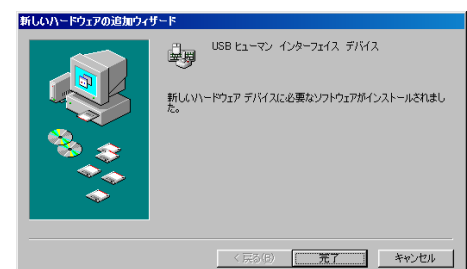 新しいハードウェアの追加ウィザード
USB ヒューマン インターフェイス デバイス
新しいハードウェア デバイスに必要なソフトウェアがインストールされまし
た。
< 戻る(B)
完了
キャンセル